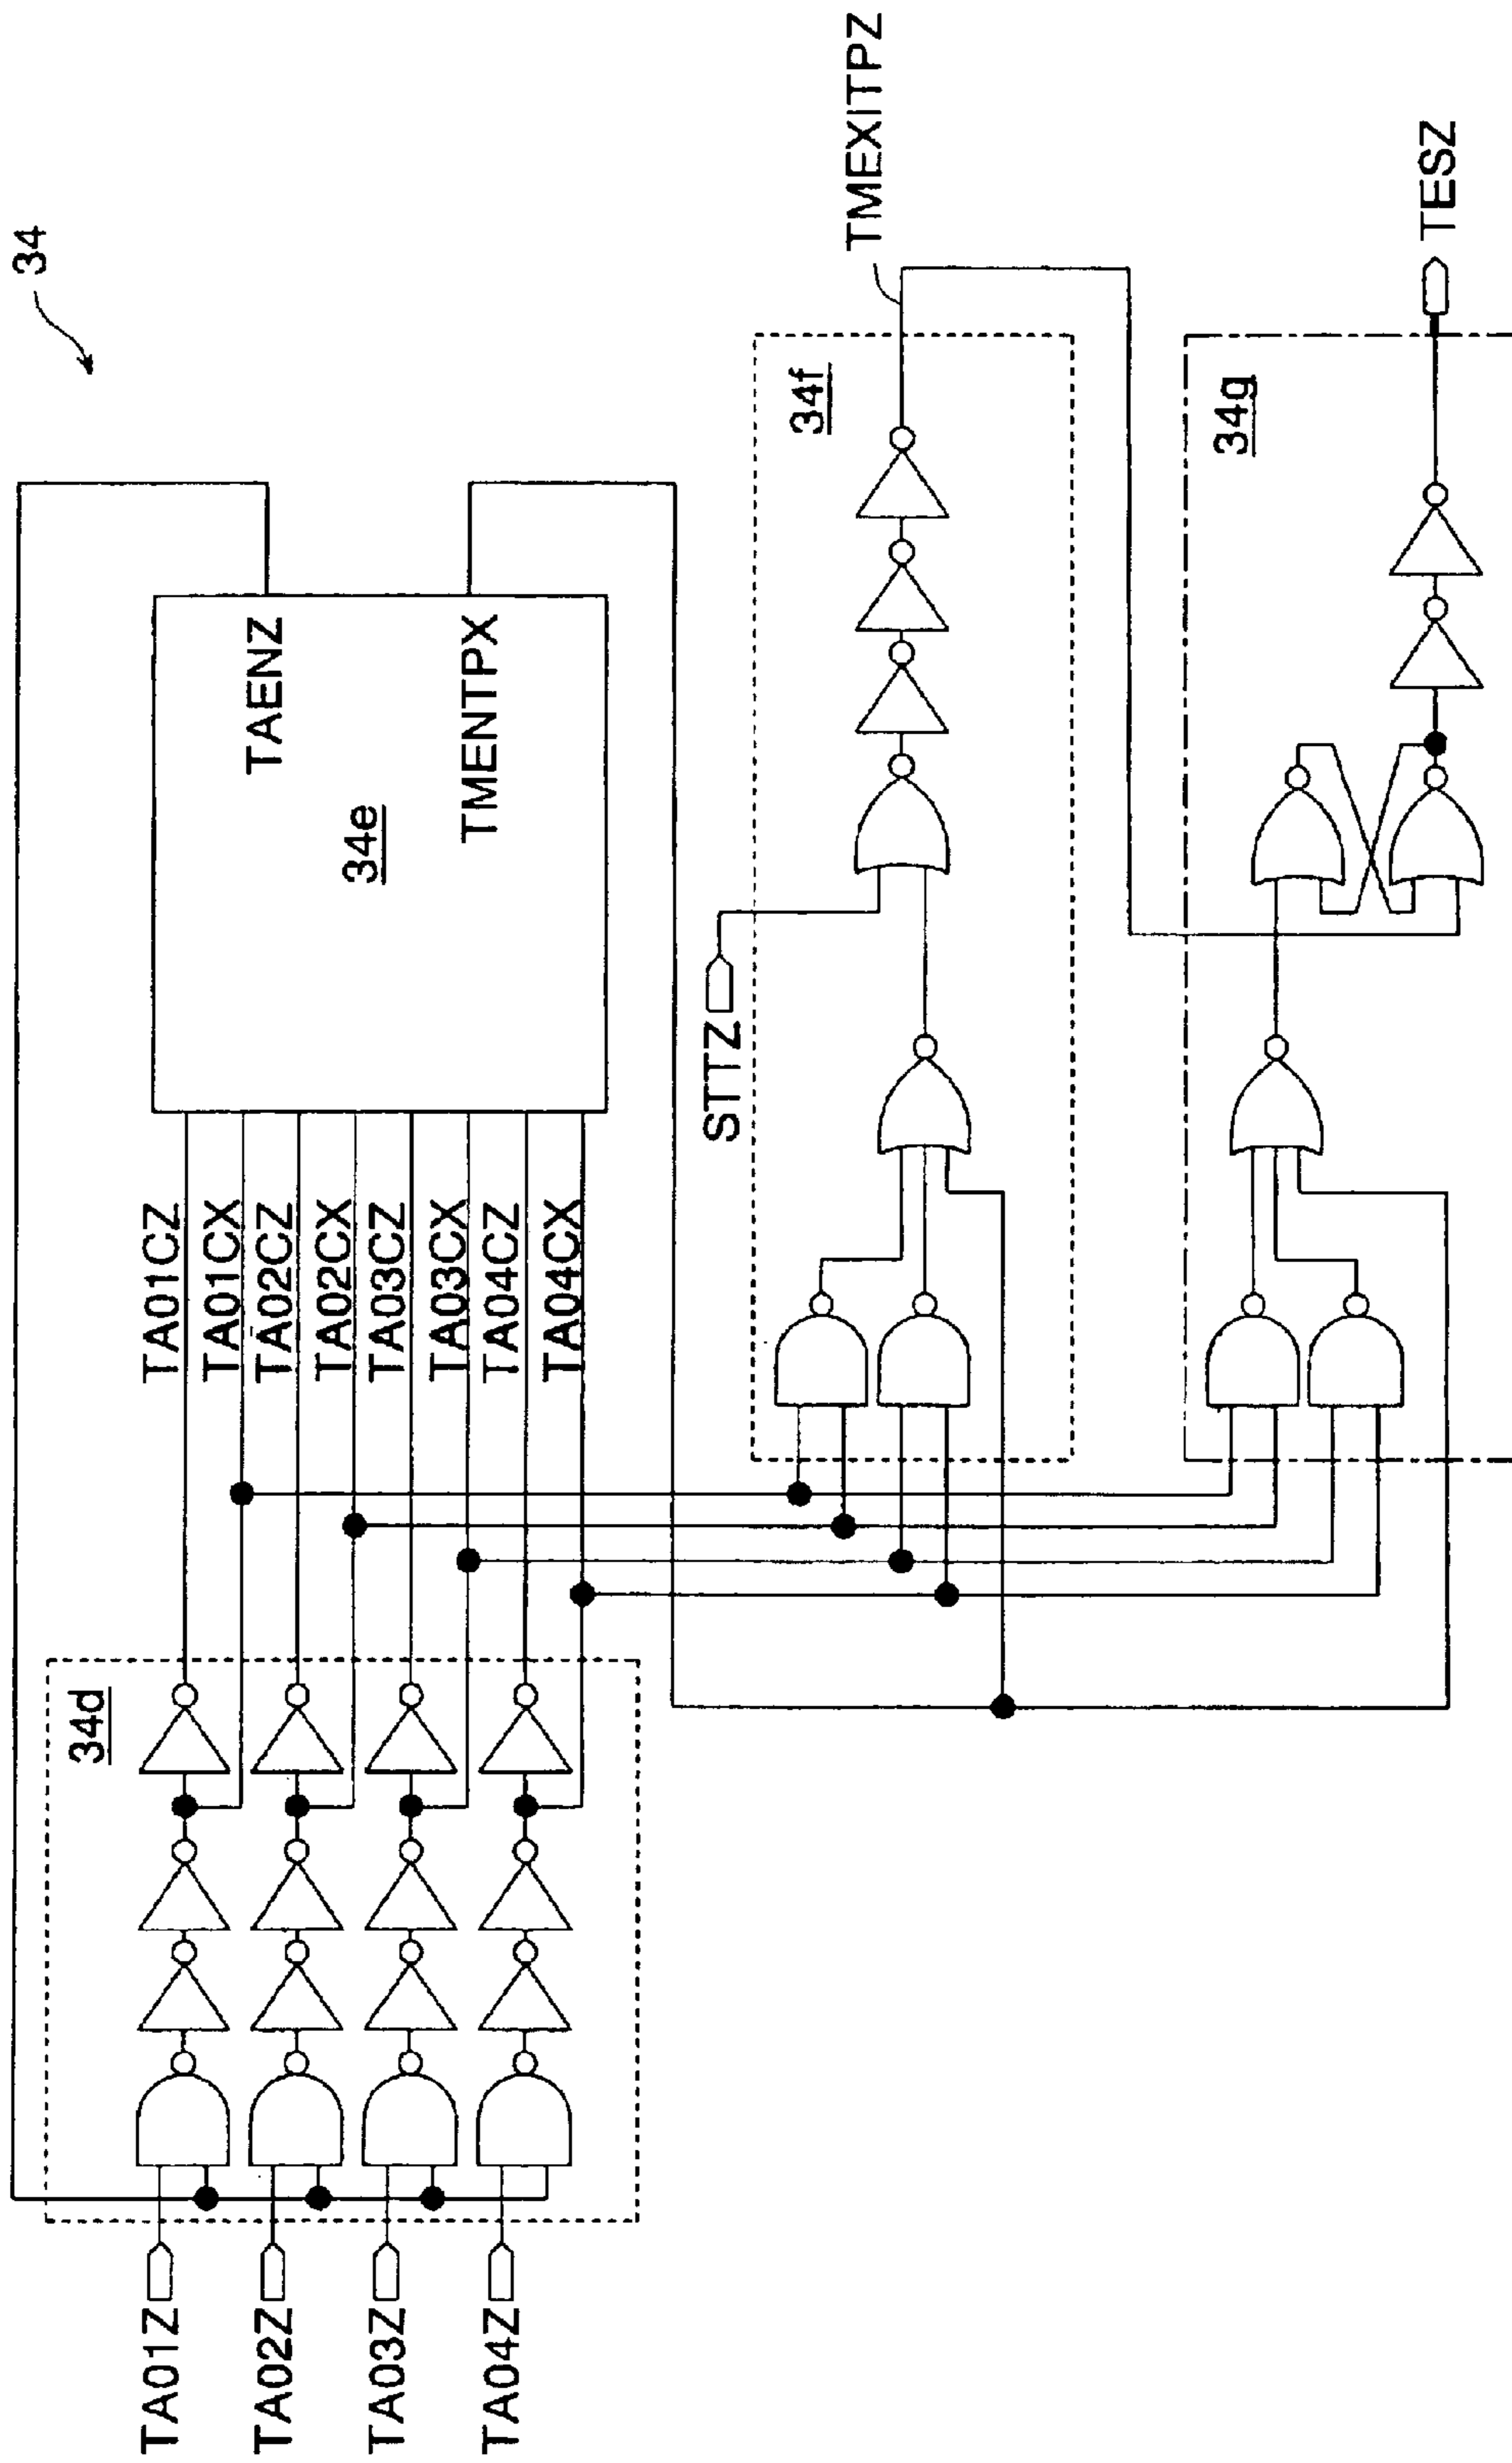 34
34d
TA01Z
TA02Z
TA03Z
TA04Z
TA01CZ
TA01CX
TA02CZ
TA02CX
TA03CZ
TA03CX
TA04CZ
TA04CX
TAENZ
34e
TMENTPX
STTZ
34f
TMEXITPZ
34g
TESZ